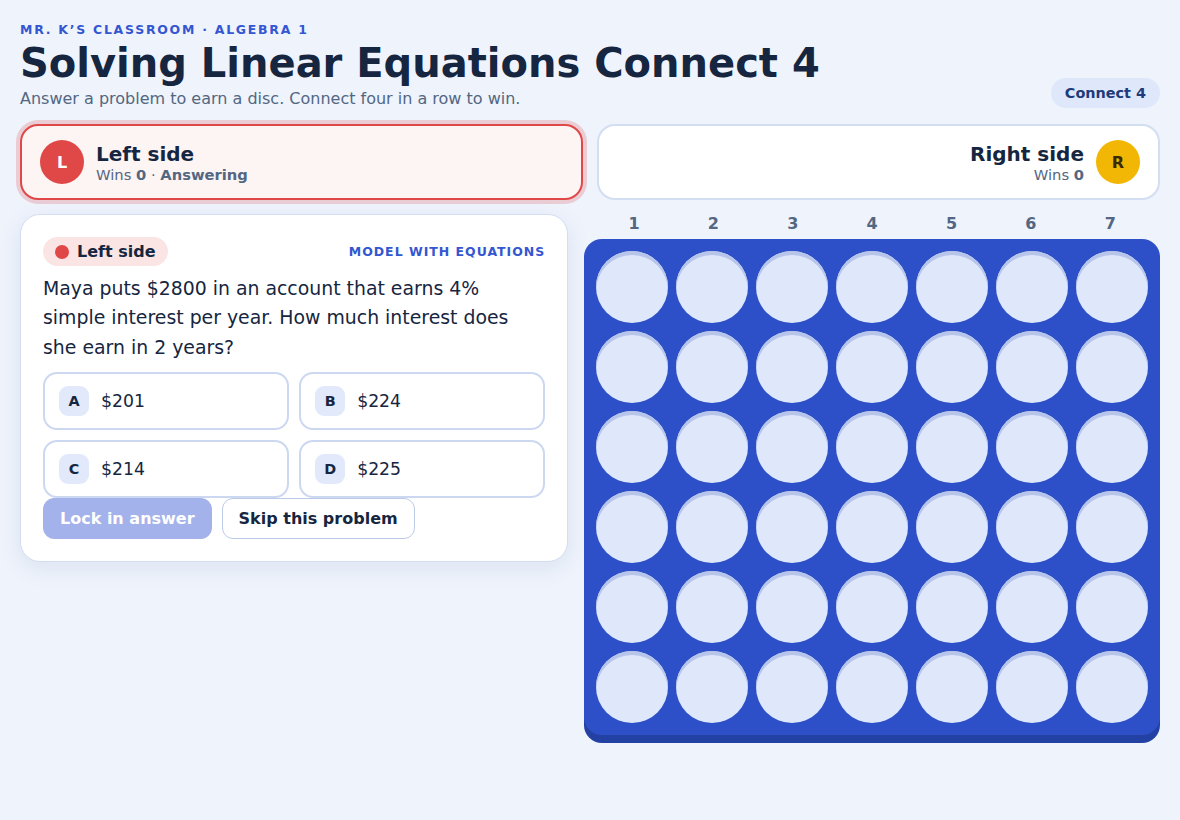 MR. K’S CLASSROOM · ALGEBRA 1
Solving Linear Equations Connect 4
Answer a problem to earn a disc. Connect four in a row to win.
Connect 4
L
Left side
Wins 0 · Answering
Right side
Wins 0
R
Left side
MODEL WITH EQUATIONS
Maya puts $2800 in an account that earns 4%
simple interest per year. How much interest does
she earn in 2 years?
A $201
B $224
C $214
D $225
Lock in answer
Skip this problem
1 2 3 4 5 6 7